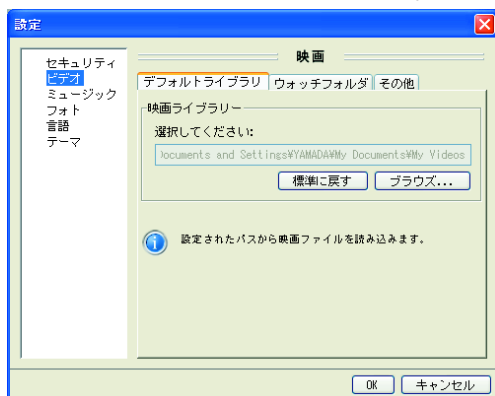 設定
セキュリティ
ビデオ
ミュージック
フォト
言語
テーマ
映画
デフォルトライブラリ ウォッチフォルダ その他
映画ライブラリー
選択してください:
ocuments and Settings¥YAMADA¥My Documents¥My Videos
標準に戻す ブラウズ...
設定されたパスから映画ファイルを読み込みます。
OK キャンセル